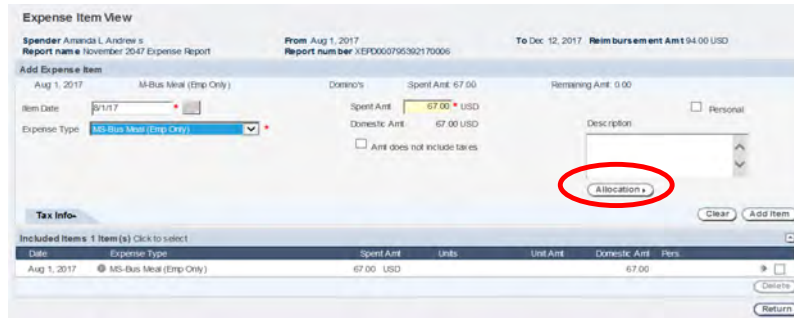 Expense Item View
Spender Amanda L Andrews From Aug 1, 2017 To Dec 12, 2017 Reimbursement Amt 94.00 USD
Report name November 2047 Expense Report Report number XEFD000795392170006
Add Expense Item
Aug 1, 2017 M-Bus Meal (Emp Only) Domino's Spent Amt: 67.00 Remaining Amt: 0.00
Item Date 8/1/17 * Spent Amt 67.00 * USD Personal
Expense Type MS-Bus Meal (Emp Only) * Domestic Amt 67.00 USD Description
Amt does not include taxes
Allocation
Tax Info
Clear Add Item
Included Items 1 Item(s) Click to select
Date Expense Type Spent Amt Units Unit Amt Domestic Amt Pers.
Aug 1, 2017 MS-Bus Meal (Emp Only) 67.00 USD 67.00
Delete
Return